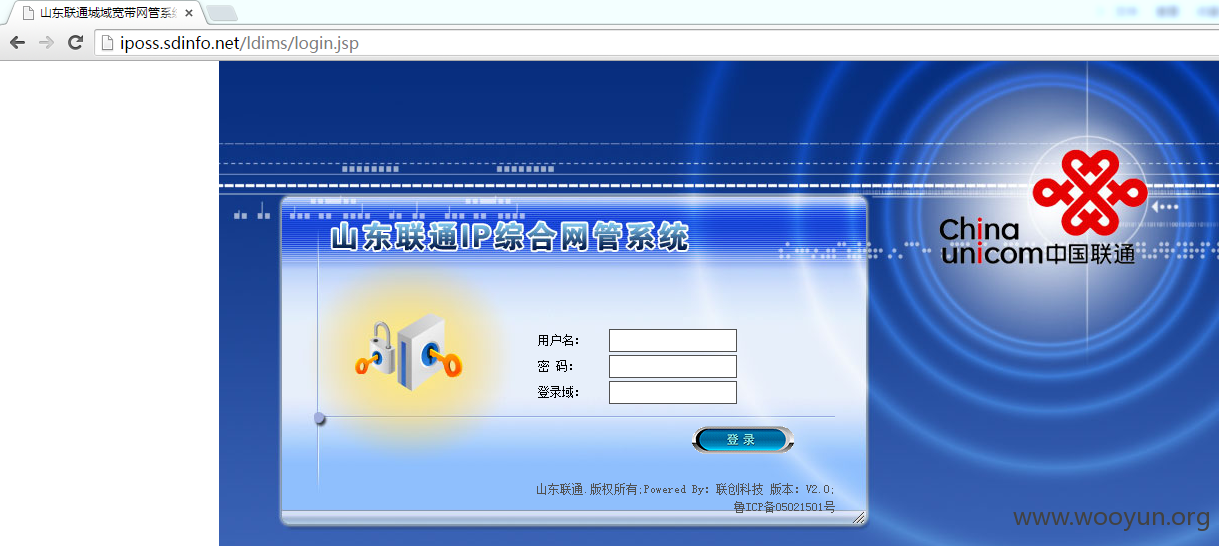 山东联通城域宽带网管系统
iposs.sdinfo.net/ldims/login.jsp
China
unicom中国联通
山东联通IP综合网管系统
用户名:
密 码:
登录域:
登 录
山东联通.版权所有;Powered By: 联创科技 版本: V2.0;
鲁ICP备05021501号
www.wooyun.org